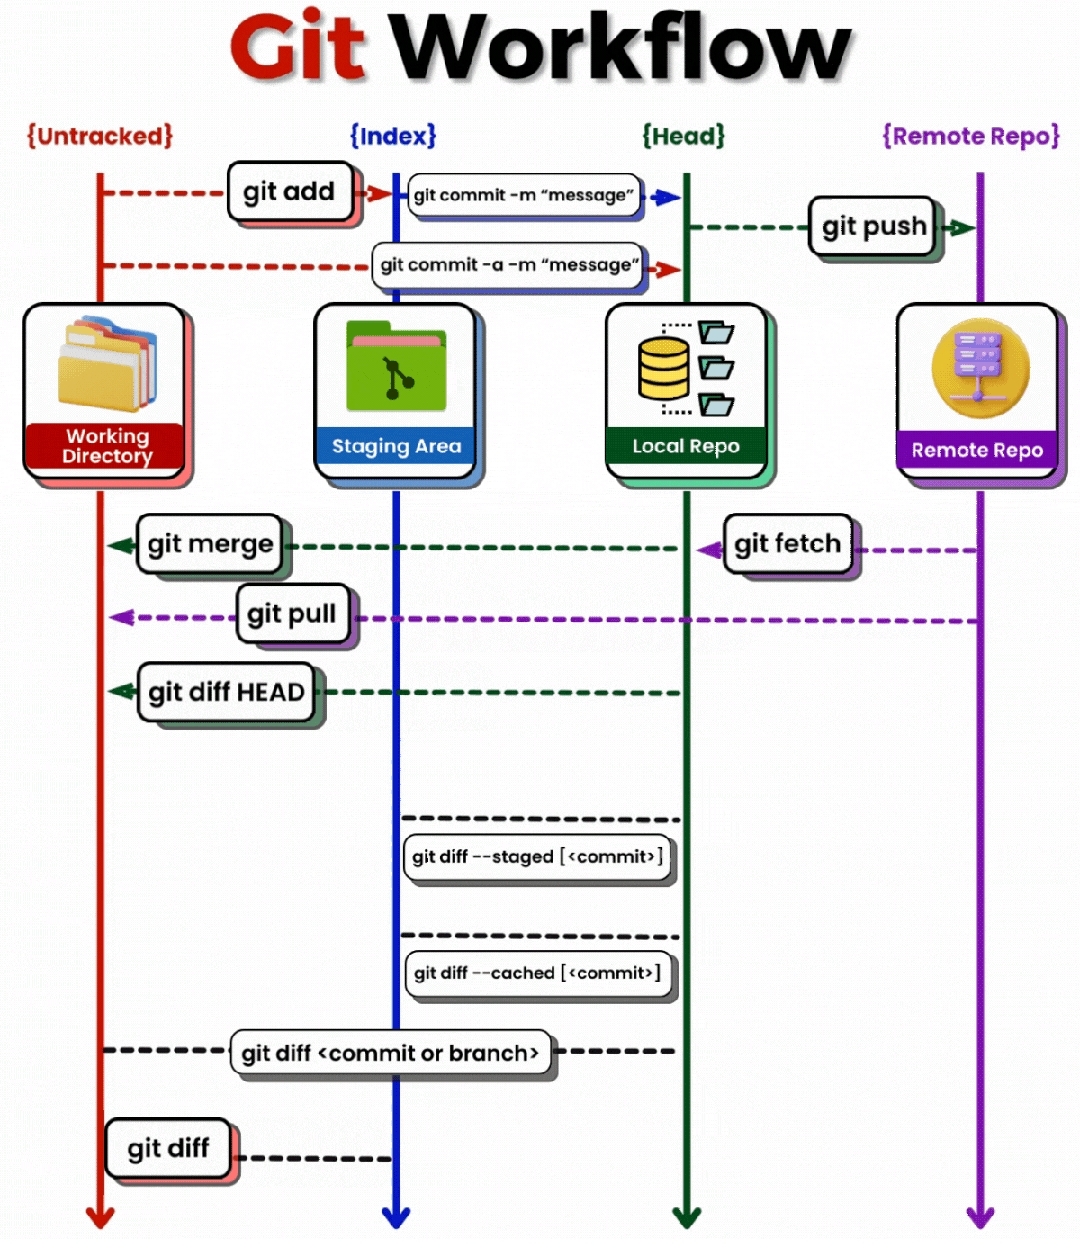 Git Workflow
{Untracked}
{Index}
{Head}
{Remote Repo}
git add
git commit -m “message”
git push
git commit -a -m “message”
Working
Directory
Staging Area
Local Repo
Remote Repo
git merge
git fetch
git pull
git diff HEAD
git diff --staged [<commit>]
git diff --cached [<commit>]
git diff <commit or branch>
git diff